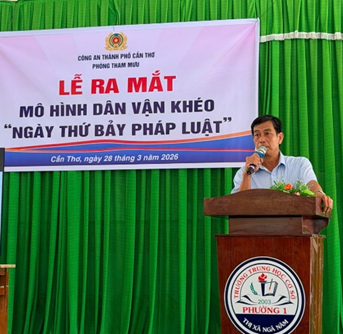 CÔNG AN THÀNH PHỐ CẦN THƠ
PHÒNG THAM MƯU
LỄ RA MẮT
MÔ HÌNH DÂN VẬN KHÉO
“NGÀY THỨ BẢY PHÁP LUẬT”
Cần Thơ, ngày 28 tháng 3 năm 2026
TRƯỜNG TRUNG HỌC CƠ SỞ
2003
PHƯỜNG 1
THỊ XÃ NGÃ NĂM